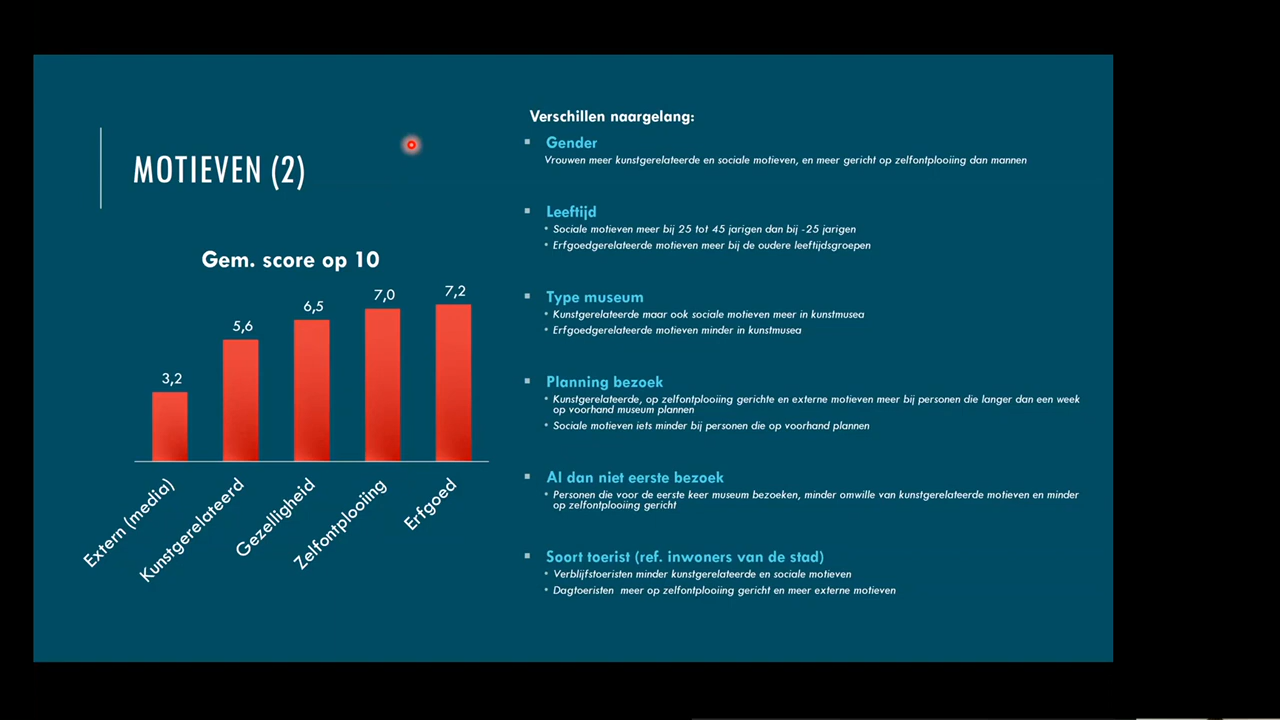 MOTIEVEN (2)
Gem. score op 10
3,2
5,6
6,5
7,0
7,2
Extern (media)
Kunstgerelateerd
Gezelligheid
Zelfontplooiing
Erfgoed
Verschillen naargelang:
Gender
Vrouwen meer kunstgerelateerde en sociale motieven, en meer gericht op zelfontplooiing dan mannen
Leeftijd
Sociale motieven meer bij 25 tot 45 jarigen dan bij -25 jarigen
Erfgoedgerelateerde motieven meer bij de oudere leeftijdsgroepen
Type museum
Kunstgerelateerde maar ook sociale motieven meer in kunstmusea
Erfgoedgerelateerde motieven minder in kunstmusea
Planning bezoek
Kunstgerelateerde, op zelfontplooiing gerichte en externe motieven meer bij personen die langer dan een week
op voorhand museum plannen
Sociale motieven iets minder bij personen die op voorhand plannen
Al dan niet eerste bezoek
Personen die voor de eerste keer museum bezoeken, minder omwille van kunstgerelateerde motieven en minder
op zelfontplooiing gericht
Soort toerist (ref. inwoners van de stad)
Verblijfstoeristen minder kunstgerelateerde en sociale motieven
Dagtoeristen meer op zelfontplooiing gericht en meer externe motieven